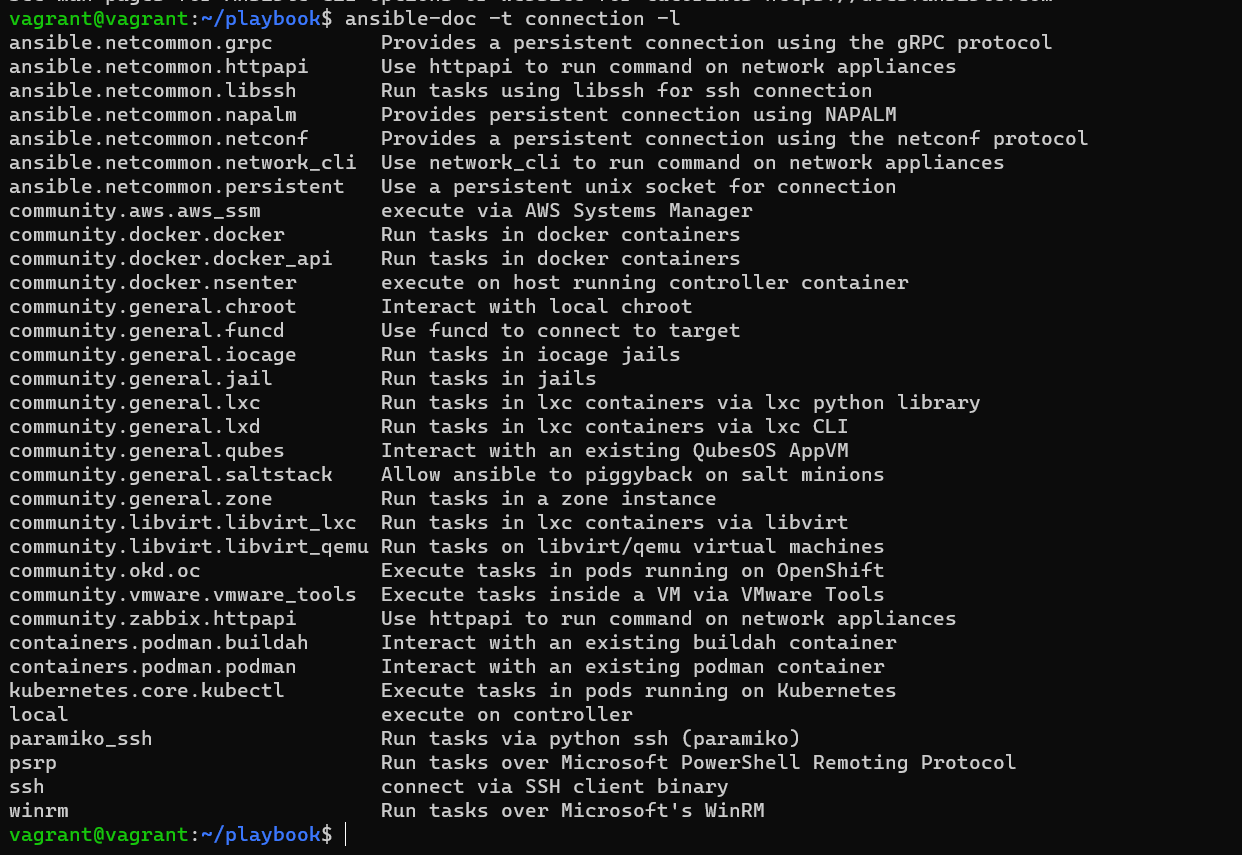 vagrant@vagrant:~/playbook$ ansible-doc -t connection -l
ansible.netcommon.grpc         Provides a persistent connection using the gRPC protocol
ansible.netcommon.httpapi      Use httpapi to run command on network appliances
ansible.netcommon.libssh       Run tasks using libssh for ssh connection
ansible.netcommon.napalm       Provides persistent connection using NAPALM
ansible.netcommon.netconf      Provides a persistent connection using the netconf protocol
ansible.netcommon.network_cli  Use network_cli to run command on network appliances
ansible.netcommon.persistent   Use a persistent unix socket for connection
community.aws.aws_ssm          execute via AWS Systems Manager
community.docker.docker        Run tasks in docker containers
community.docker.docker_api    Run tasks in docker containers
community.docker.nsenter       execute on host running controller container
community.general.chroot       Interact with local chroot
community.general.funcd        Use funcd to connect to target
community.general.iocage       Run tasks in iocage jails
community.general.jail         Run tasks in jails
community.general.lxc          Run tasks in lxc containers via lxc python library
community.general.lxd          Run tasks in lxc containers via lxc CLI
community.general.qubes        Interact with an existing QubesOS AppVM
community.general.saltstack    Allow ansible to piggyback on salt minions
community.general.zone         Run tasks in a zone instance
community.libvirt.libvirt_lxc  Run tasks in lxc containers via libvirt
community.libvirt.libvirt_qemu Run tasks on libvirt/qemu virtual machines
community.okd.oc               Execute tasks in pods running on OpenShift
community.vmware.vmware_tools  Execute tasks inside a VM via VMware Tools
community.zabbix.httpapi       Use httpapi to run command on network appliances
containers.podman.buildah      Interact with an existing buildah container
containers.podman.podman       Interact with an existing podman container
kubernetes.core.kubectl        Execute tasks in pods running on Kubernetes
local                          execute on controller
paramiko_ssh                   Run tasks via python ssh (paramiko)
psrp                           Run tasks over Microsoft PowerShell Remoting Protocol
ssh                            connect via SSH client binary
winrm                          Run tasks over Microsoft's WinRM
vagrant@vagrant:~/playbook$